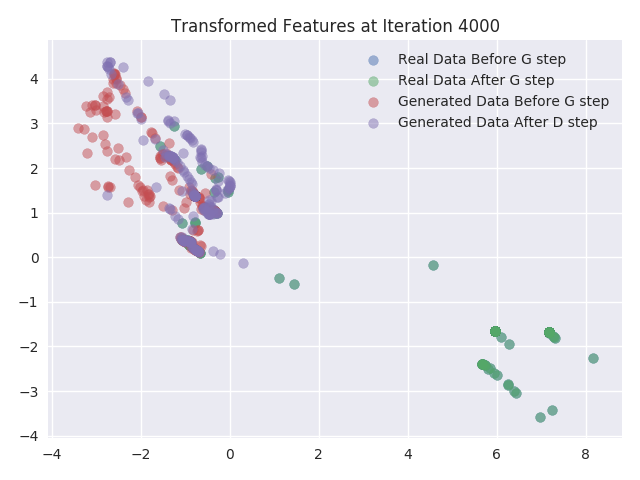 Transformed Features at Iteration 4000
Real Data Before G step
Real Data After G step
Generated Data Before G step
Generated Data After D step
4
3
2
1
0
−1
−2
−3
−4
−4 −2 0 2 4 6 8